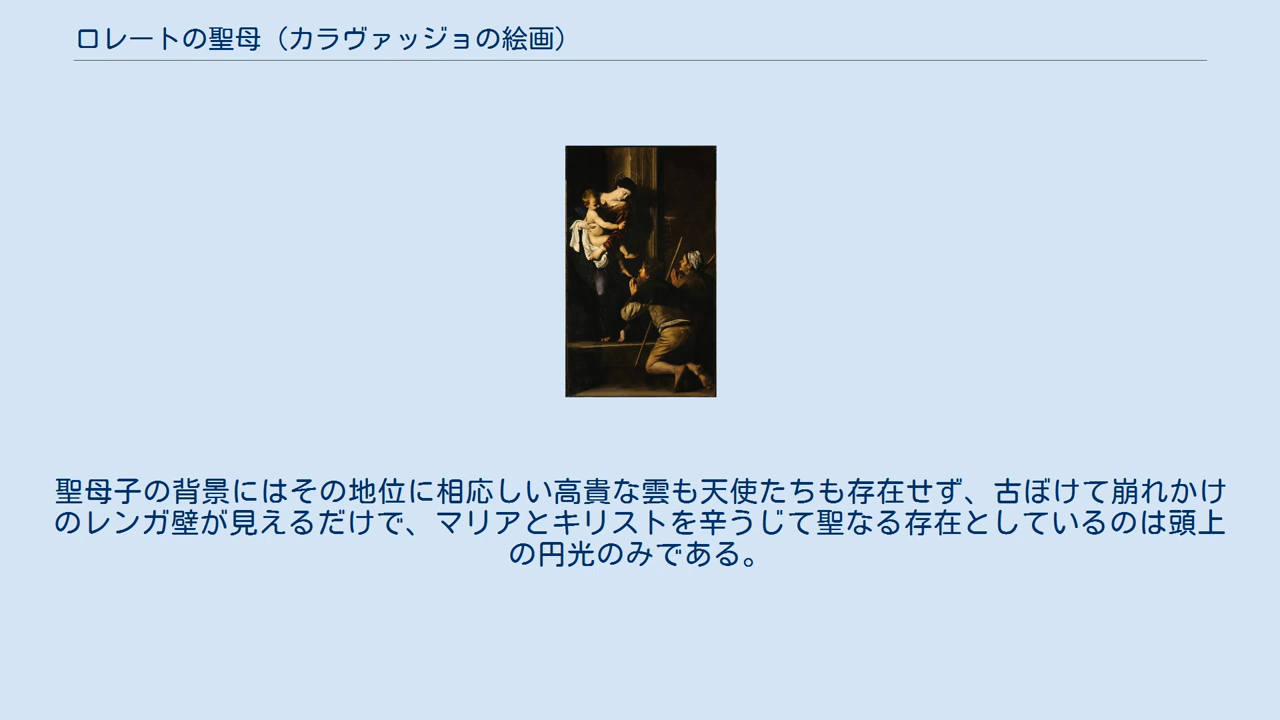 ロレートの聖母（カラヴァッジョの絵画）
聖母子の背景にはその地位に相応しい高貴な雲も天使たちも存在せず、古ぼけて崩れかけ
のレンガ壁が見えるだけで、マリアとキリストを辛うじて聖なる存在としているのは頭上
の円光のみである。